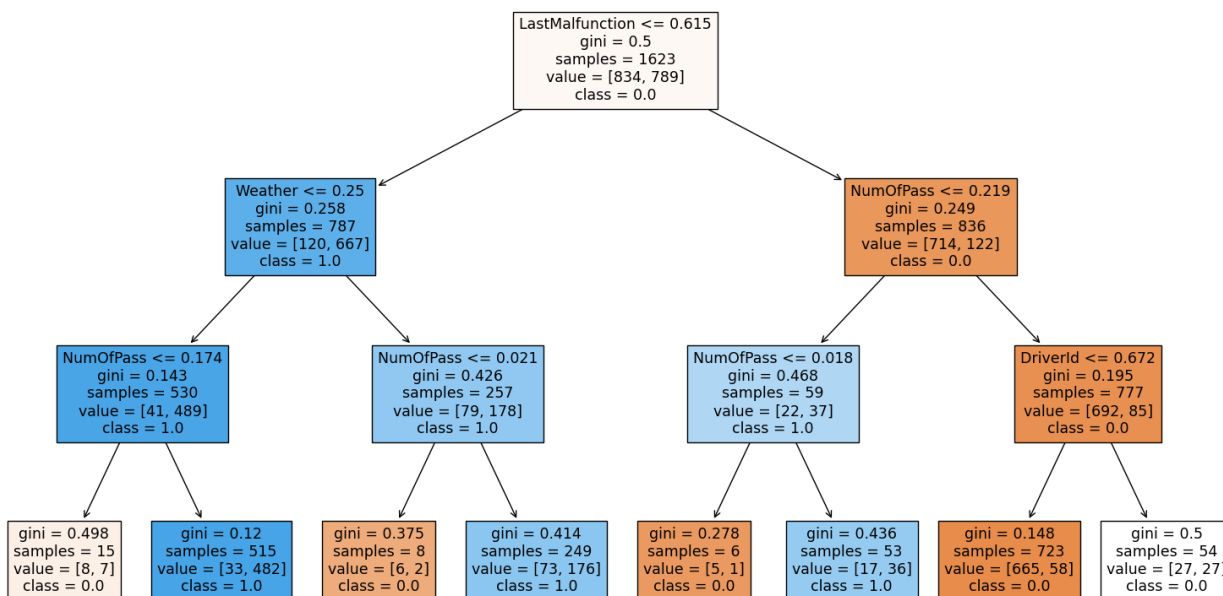 LastMalfunction <= 0.615
gini = 0.5
samples = 1623
value = [834, 789]
class = 0.0
Weather <= 0.25
gini = 0.258
samples = 787
value = [120, 667]
class = 1.0
NumOfPass <= 0.219
gini = 0.249
samples = 836
value = [714, 122]
class = 0.0
NumOfPass <= 0.174
gini = 0.143
samples = 530
value = [41, 489]
class = 1.0
NumOfPass <= 0.021
gini = 0.426
samples = 257
value = [79, 178]
class = 1.0
NumOfPass <= 0.018
gini = 0.468
samples = 59
value = [22, 37]
class = 1.0
DriverId <= 0.672
gini = 0.195
samples = 777
value = [692, 85]
class = 0.0
gini = 0.498
samples = 15
value = [8, 7]
class = 0.0
gini = 0.12
samples = 515
value = [33, 482]
class = 1.0
gini = 0.375
samples = 8
value = [6, 2]
class = 0.0
gini = 0.414
samples = 249
value = [73, 176]
class = 1.0
gini = 0.278
samples = 6
value = [5, 1]
class = 0.0
gini = 0.436
samples = 53
value = [17, 36]
class = 1.0
gini = 0.148
samples = 723
value = [665, 58]
class = 0.0
gini = 0.5
samples = 54
value = [27, 27]
class = 0.0